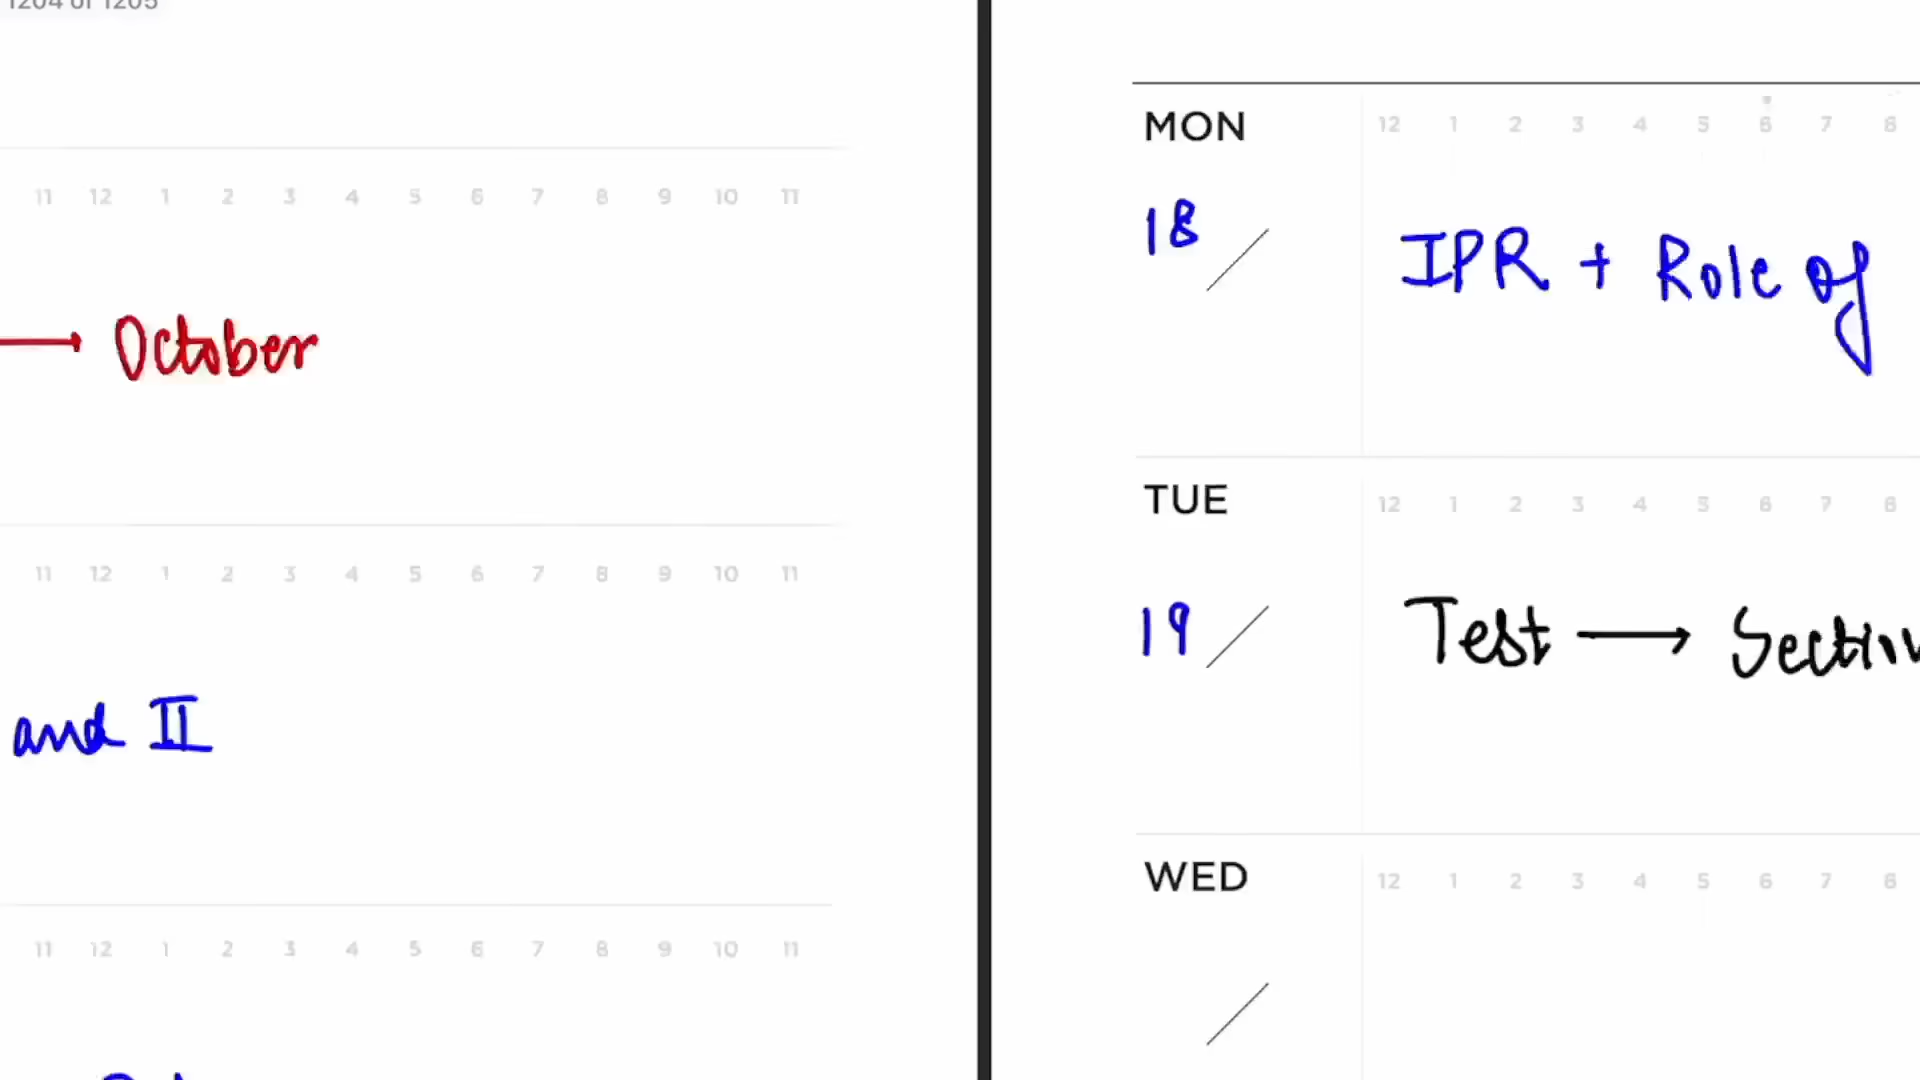 1204 of 1205
11 12 1 2 3 4 5 6 7 8 9 10 11
→ October
11 12 1 2 3 4 5 6 7 8 9 10 11
and II
11 12 1 2 3 4 5 6 7 8 9 10 11
MON 12 1 2 3 4 5 6 7 8
18 / IPR + Role of
TUE 12 1 2 3 4 5 6 7 8
19 / Test → Section
WED 12 1 2 3 4 5 6 7 8
/